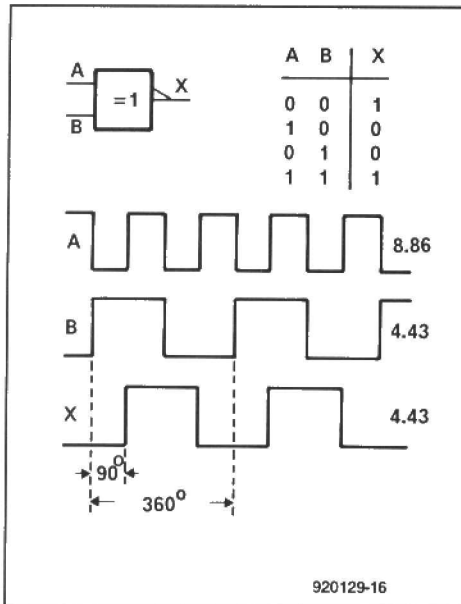 A B X
A X
=1
B
0 0 1
1 0 0
0 1 0
1 1 1
A 8.86
B 4.43
X 4.43
90°
360°
920129-16